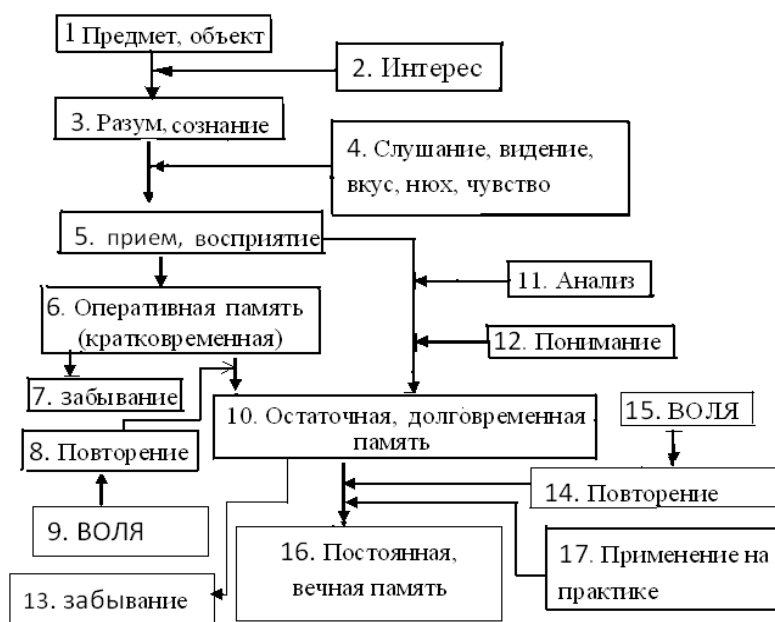 1 Предмет, объект
2. Интерес
3. Разум, сознание
4. Слушание, видение,
вкус, нюх, чувство
5. прием, восприятие
6. Оперативная память
(кратковременная)
11. Анализ
12. Понимание
7. забывание
8. Повторение
9. ВОЛЯ
10. Остаточная, долговременная
память
15. ВОЛЯ
14. Повторение
16. Постоянная,
вечная память
17. Применение на
практике
13. забывание